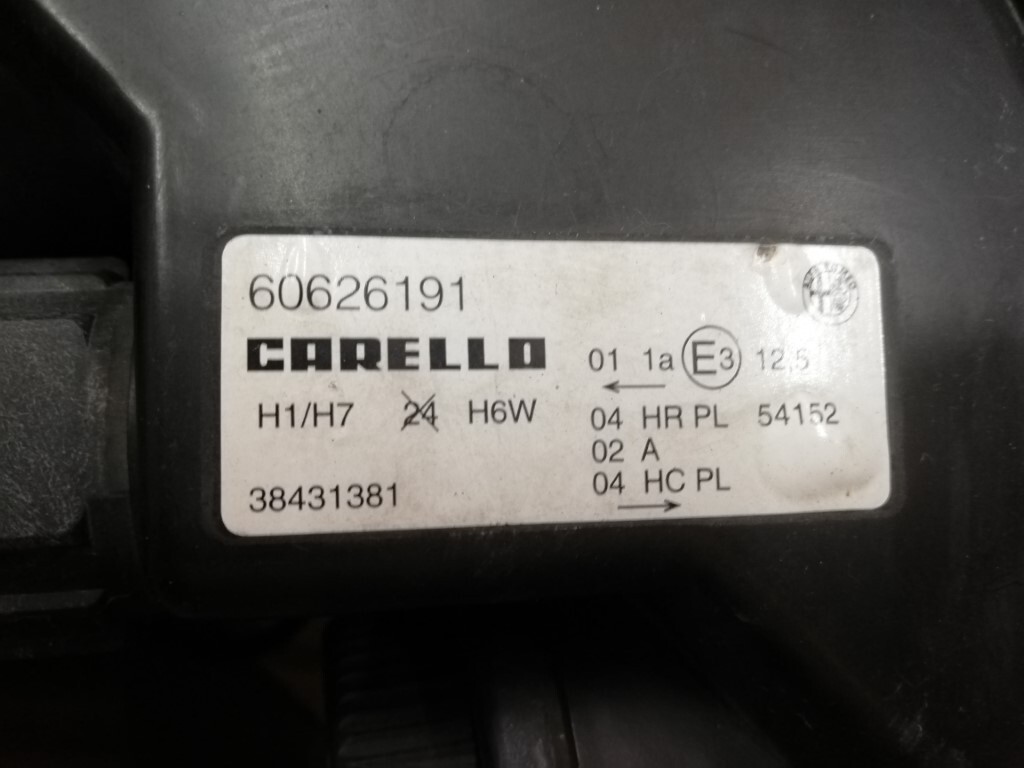 60626191
CARELLO
01 1a E3 12,5
H1/H7 24 H6W
04 HR PL 54152
02 A
38431381
04 HC PL